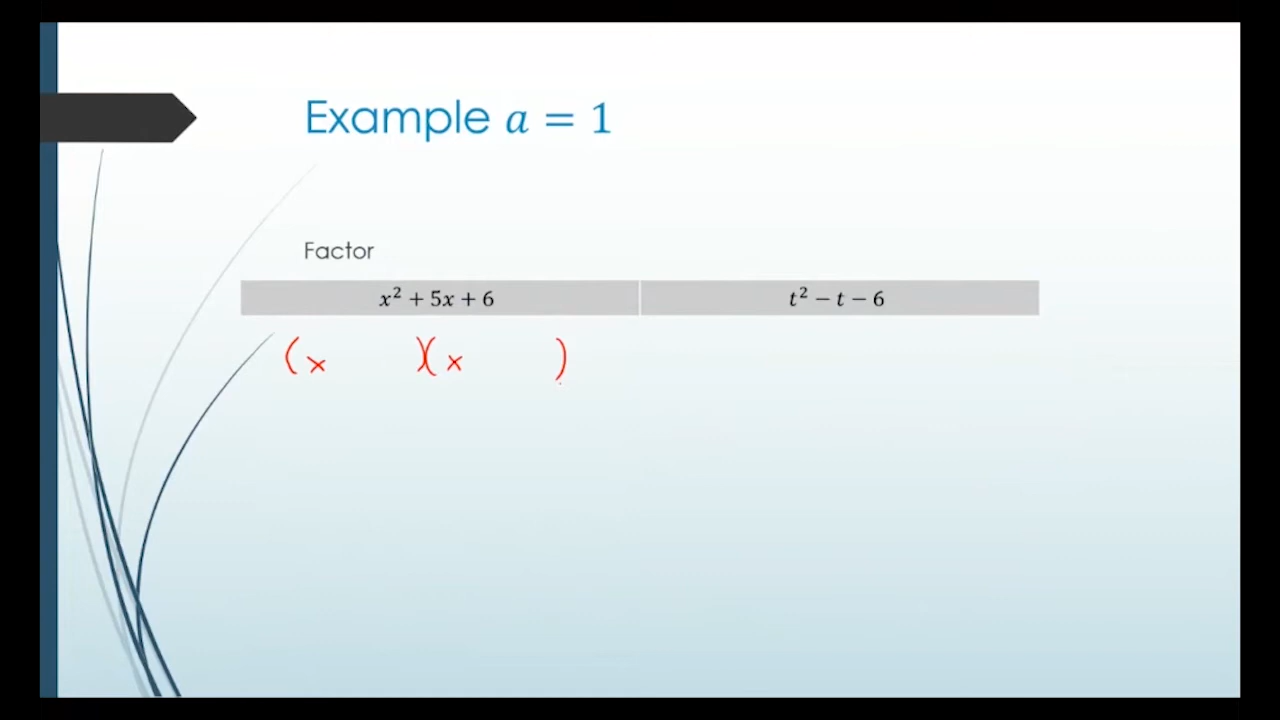 Example 𝑎 = 1
Factor
𝑥² + 5𝑥 + 6
𝑡² − 𝑡 − 6
(x )(x )